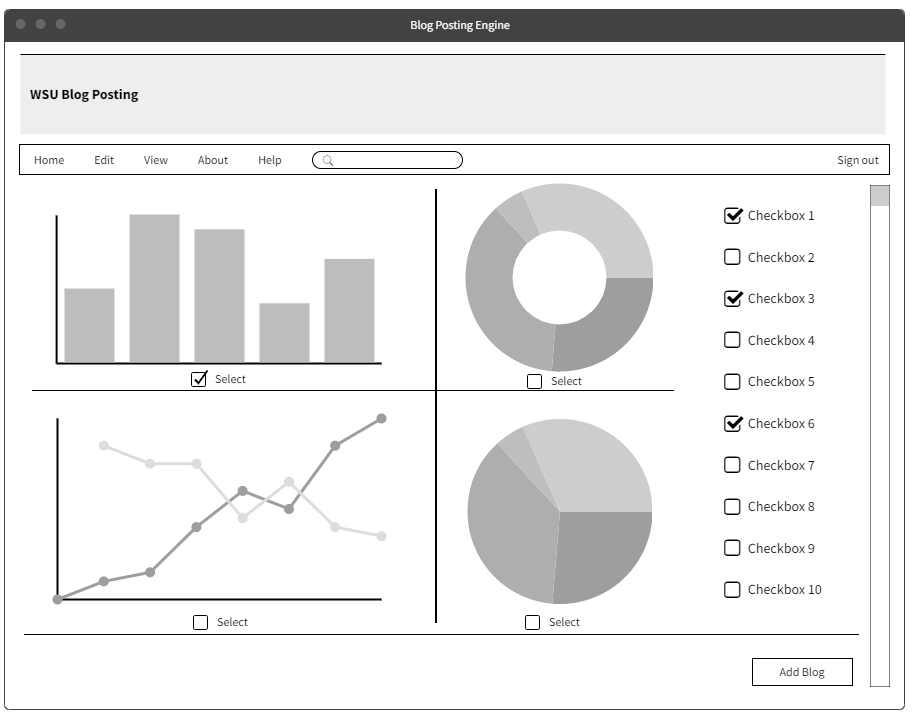 Blog Posting Engine
WSU Blog Posting
Home Edit View About Help Sign out
Checkbox 1
Checkbox 2
Checkbox 3
Checkbox 4
Checkbox 5
Checkbox 6
Checkbox 7
Checkbox 8
Checkbox 9
Checkbox 10
Select
Select
Select
Select
Add Blog